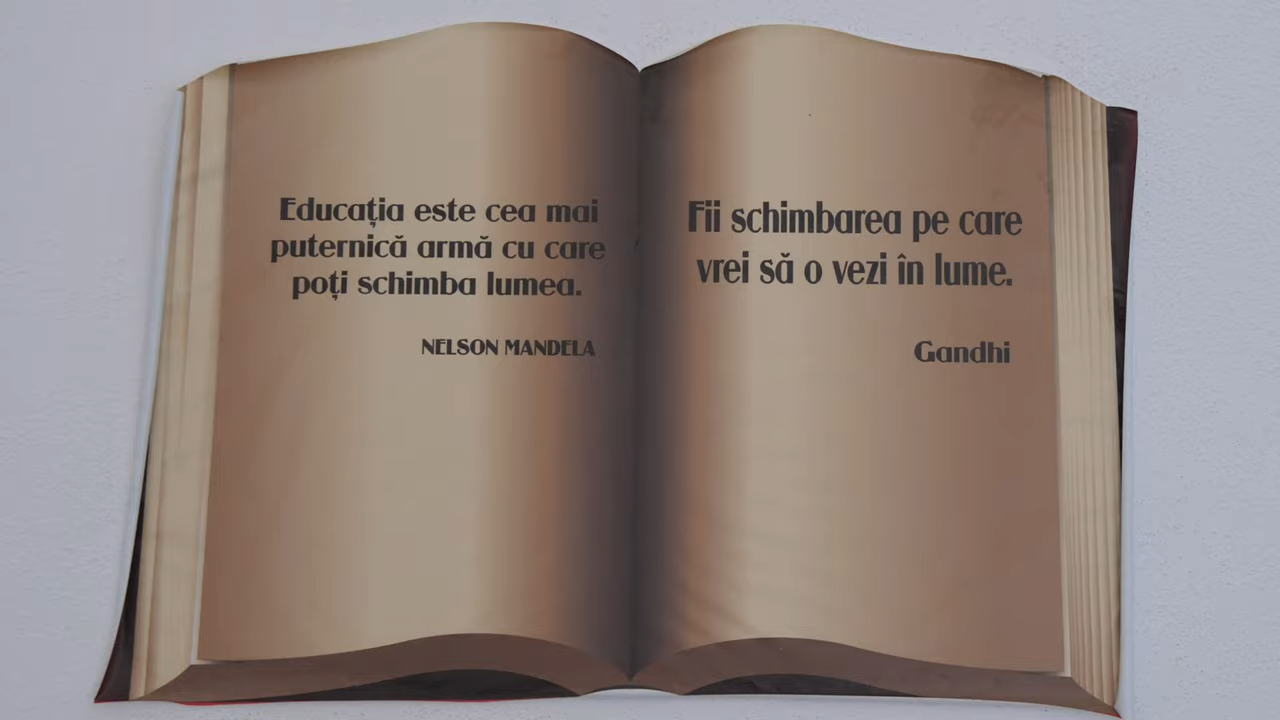 Educația este cea mai
puternică armă cu care
poți schimba lumea.
NELSON MANDELA
Fii schimbarea pe care
vrei să o vezi în lume.
Gandhi